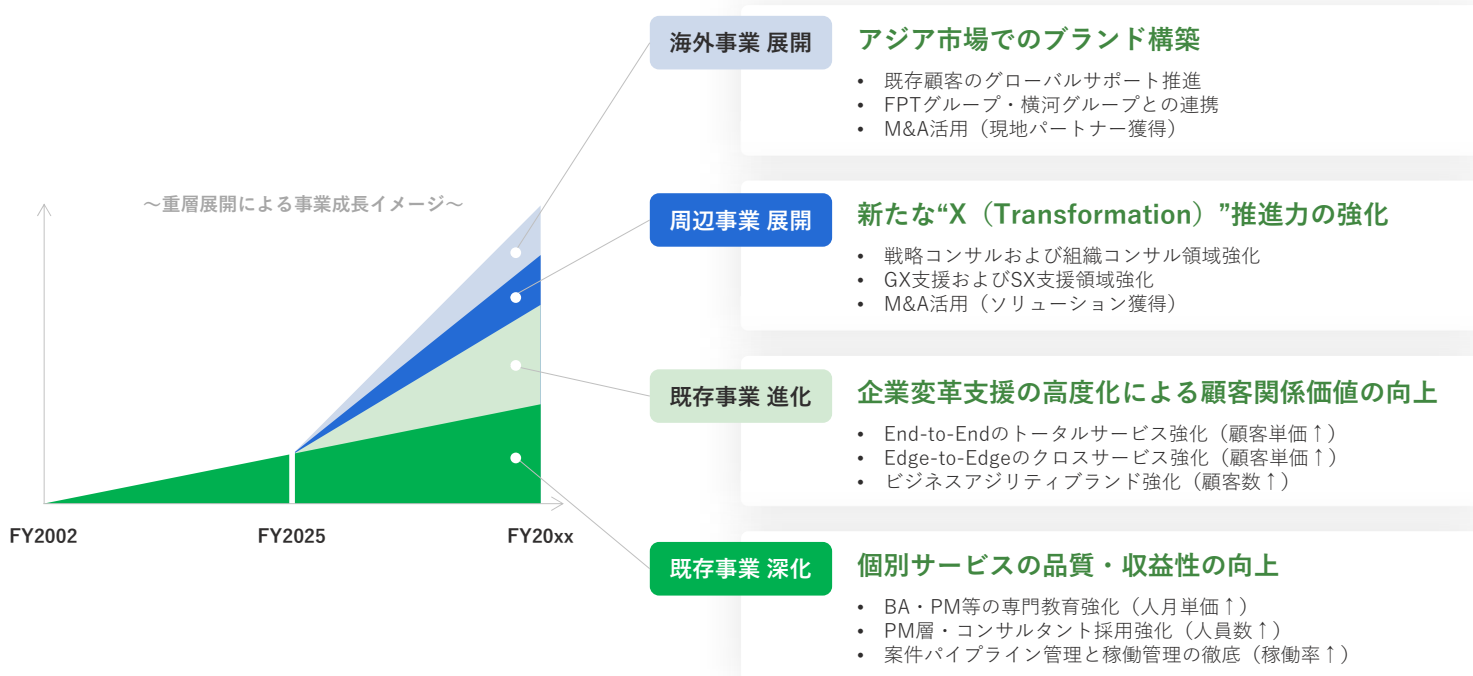 ～重層展開による事業成長イメージ～
FY2002
FY2025
FY20xx
海外事業 展開
アジア市場でのブランド構築
• 既存顧客のグローバルサポート推進
• FPTグループ・横河グループとの連携
• M&A活用（現地パートナー獲得）
周辺事業 展開
新たな“X（Transformation）”推進力の強化
• 戦略コンサルおよび組織コンサル領域強化
• GX支援およびSX支援領域強化
• M&A活用（ソリューション獲得）
既存事業 進化
企業変革支援の高度化による顧客関係価値の向上
• End-to-Endのトータルサービス強化（顧客単価↑）
• Edge-to-Edgeのクロスサービス強化（顧客単価↑）
• ビジネスアジリティブランド強化（顧客数↑）
既存事業 深化
個別サービスの品質・収益性の向上
• BA・PM等の専門教育強化（人月単価↑）
• PM層・コンサルタント採用強化（人員数↑）
• 案件パイプライン管理と稼働管理の徹底（稼働率↑）